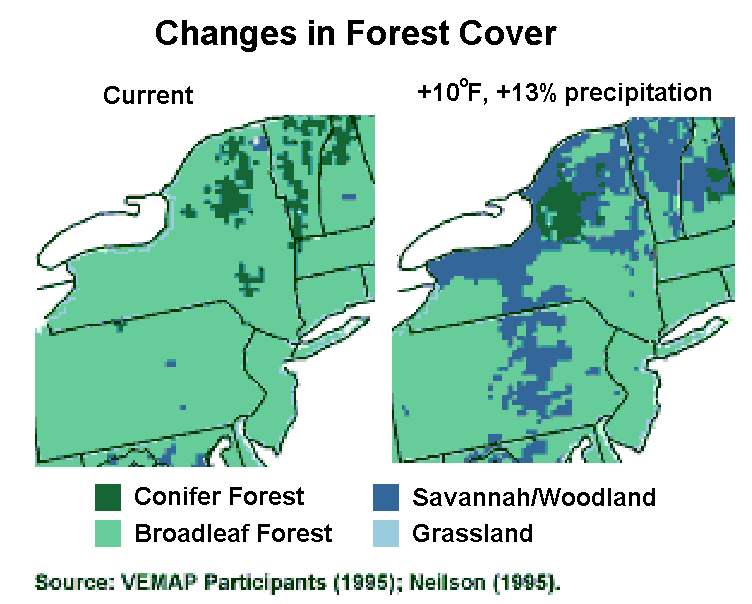 Changes in Forest Cover
Current
+10°F, +13% precipitation
Conifer Forest
Savannah/Woodland
Broadleaf Forest
Grassland
Source: VEMAP Participants (1995); Neilson (1995).